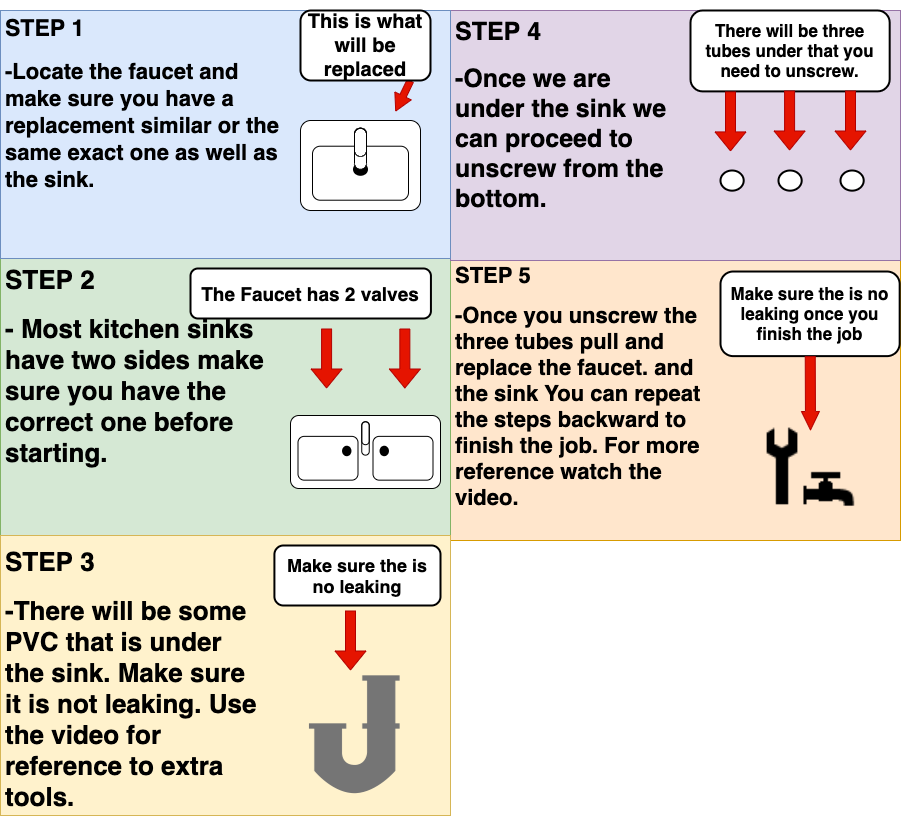 STEP 1
-Locate the faucet and
make sure you have a
replacement similar or the
same exact one as well as
the sink.
This is what
will be
replaced
STEP 2
The Faucet has 2 valves
- Most kitchen sinks
have two sides make
sure you have the
correct one before
starting.
STEP 3
Make sure the is
no leaking
-There will be some
PVC that is under
the sink. Make sure
it is not leaking. Use
the video for
reference to extra
tools.
STEP 4
-Once we are
under the sink we
can proceed to
unscrew from the
bottom.
There will be three
tubes under that you
need to unscrew.
STEP 5
-Once you unscrew the
three tubes pull and
replace the faucet. and
the sink You can repeat
the steps backward to
finish the job. For more
reference watch the
video.
Make sure the is no
leaking once you
finish the job